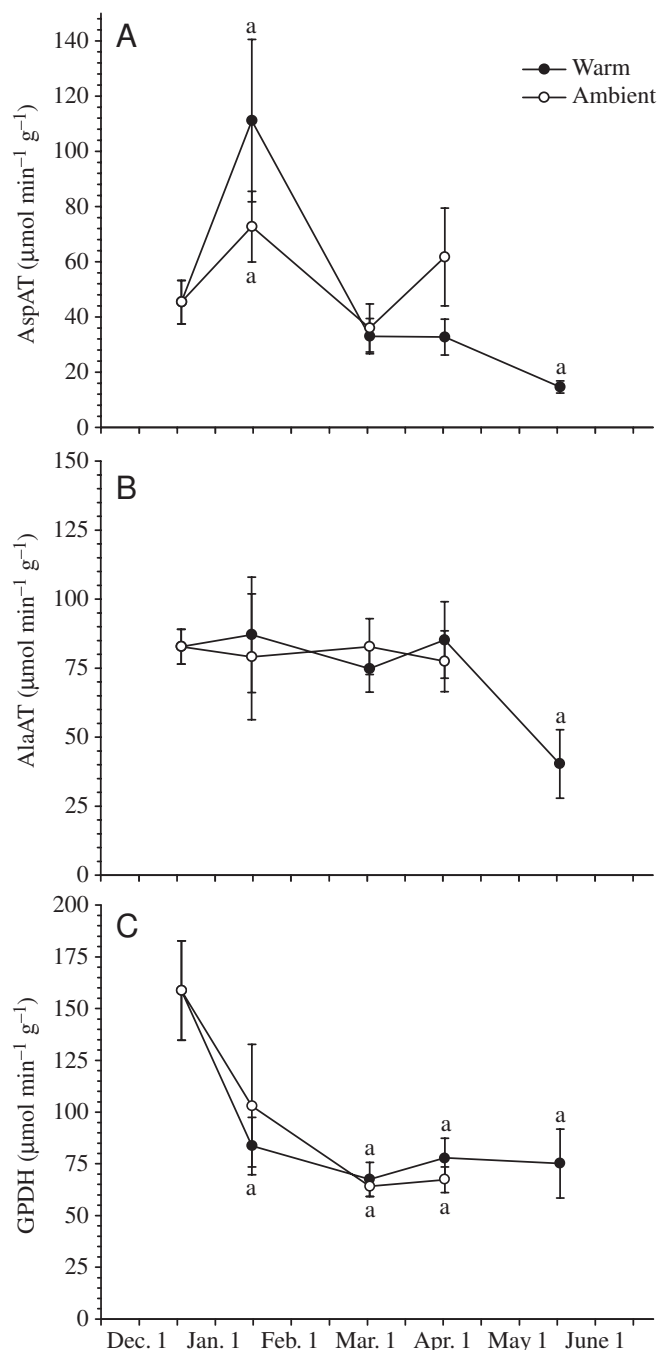 A
a
Warm
Ambient
a
a
AspAT (µmol min⁻¹ g⁻¹)
140
120
100
80
60
40
20
0
B
a
AlaAT (µmol min⁻¹ g⁻¹)
150
125
100
75
50
25
0
C
a
a
a
a
a
a
GPDH (µmol min⁻¹ g⁻¹)
200
175
150
125
100
75
50
25
0
Dec. 1 Jan. 1 Feb. 1 Mar. 1 Apr. 1 May 1 June 1